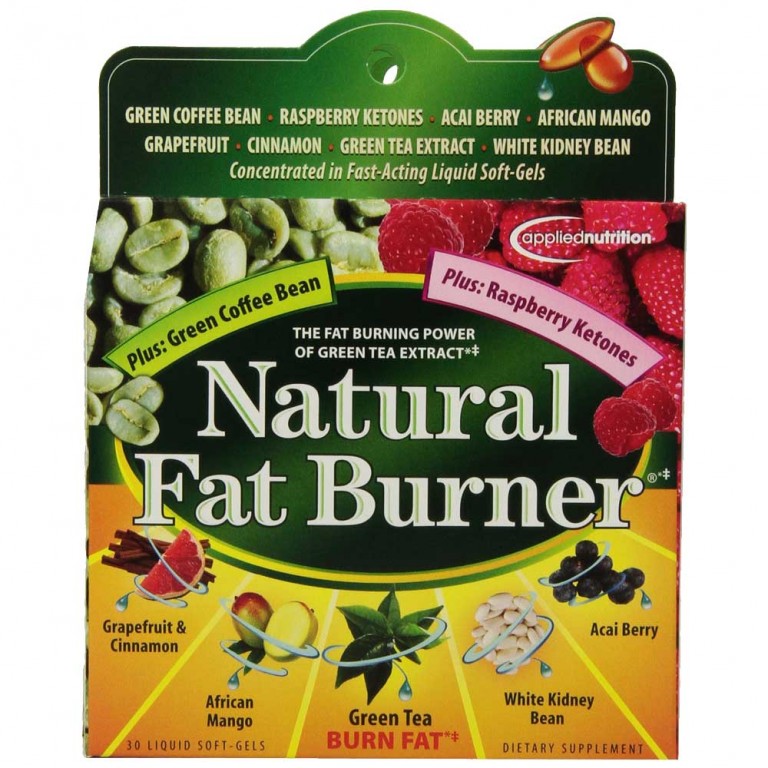 GREEN COFFEE BEAN • RASPBERRY KETONES • ACAI BERRY • AFRICAN MANGO
GRAPEFRUIT • CINNAMON • GREEN TEA EXTRACT • WHITE KIDNEY BEAN
Concentrated in Fast-Acting Liquid Soft-Gels
appliednutrition®
Plus: Green Coffee Bean
Plus: Raspberry Ketones
THE FAT BURNING POWER
OF GREEN TEA EXTRACT*‡
Natural
Fat Burner®*‡
Grapefruit &
Cinnamon
African
Mango
Green Tea
BURN FAT*‡
White Kidney
Bean
Acai Berry
30 LIQUID SOFT-GELS
DIETARY SUPPLEMENT